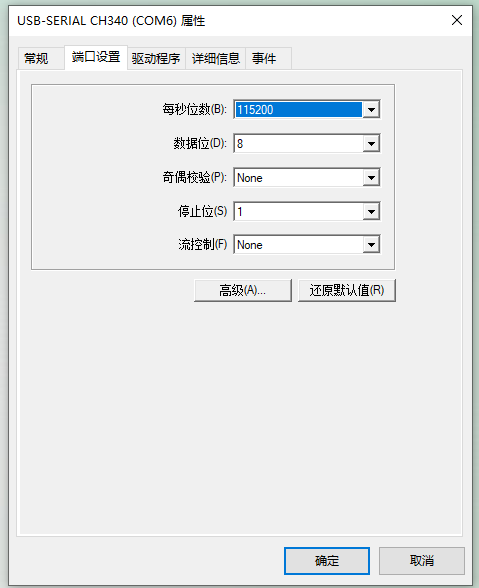 USB-SERIAL CH340 (COM6) 属性
常规 端口设置 驱动程序 详细信息 事件
每秒位数(B): 115200
数据位(D): 8
奇偶校验(P): None
停止位(S) 1
流控制(F) None
高级(A)... 还原默认值(R)
确定 取消